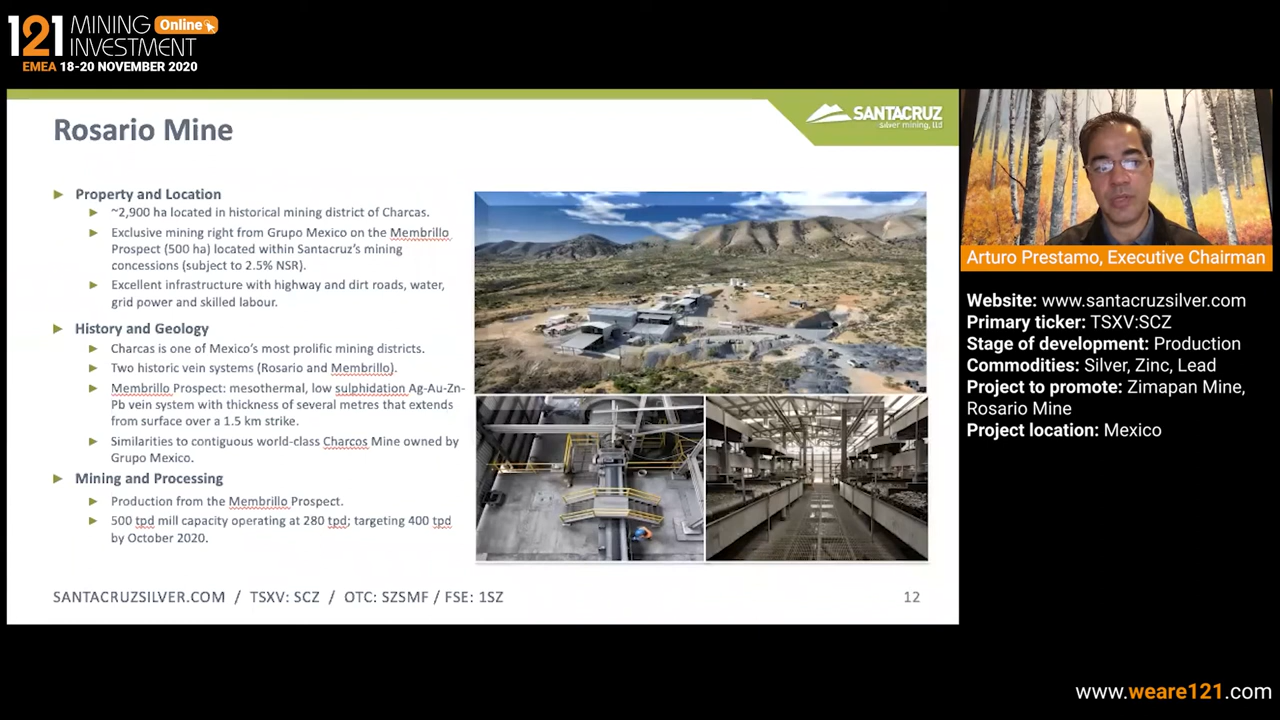 121 MINING INVESTMENT Online
EMEA 18-20 NOVEMBER 2020
Rosario Mine
SANTACRUZ
silver mining, ltd
Property and Location
~2,900 ha located in historical mining district of Charcas.
Exclusive mining right from Grupo Mexico on the Membrillo
Prospect (500 ha) located within Santacruz's mining
concessions (subject to 2.5% NSR).
Excellent infrastructure with highway and dirt roads, water,
grid power and skilled labour.
History and Geology
Charcas is one of Mexico's most prolific mining districts.
Two historic vein systems (Rosario and Membrillo).
Membrillo Prospect: mesothermal, low sulphidation Ag-Au-Zn-
Pb vein system with thickness of several metres that extends
from surface over a 1.5 km strike.
Similarities to contiguous world-class Charcos Mine owned by
Grupo Mexico.
Mining and Processing
Production from the Membrillo Prospect.
500 tpd mill capacity operating at 280 tpd; targeting 400 tpd
by October 2020.
SANTACRUZSILVER.COM / TSXV: SCZ / OTC: SZSMF / FSE: 1SZ
12
Arturo Prestamo, Executive Chairman
Website: www.santacruzsilver.com
Primary ticker: TSXV:SCZ
Stage of development: Production
Commodities: Silver, Zinc, Lead
Project to promote: Zimapan Mine,
Rosario Mine
Project location: Mexico
www.weare121.com